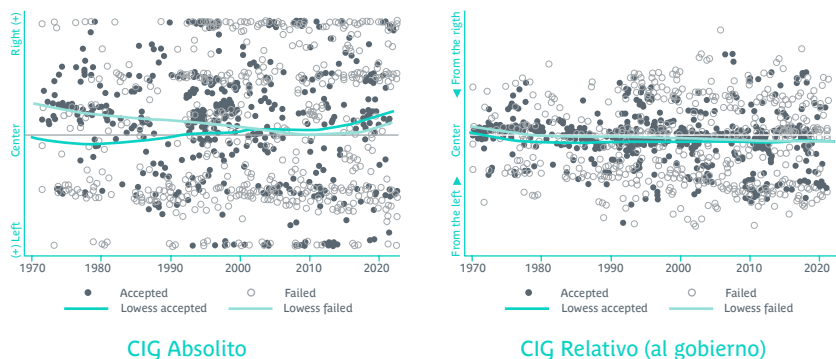 Right (+)
Center
(+) Left
1970 1980 1990 2000 2010 2020
Accepted Failed
Lowess accepted Lowess failed
CIG Absolito
◀ From the rigth
Center
From the left ▶
1970 1980 1990 2000 2010 2020
Accepted Failed
Lowess accepted Lowess failed
CIG Relativo (al gobierno)